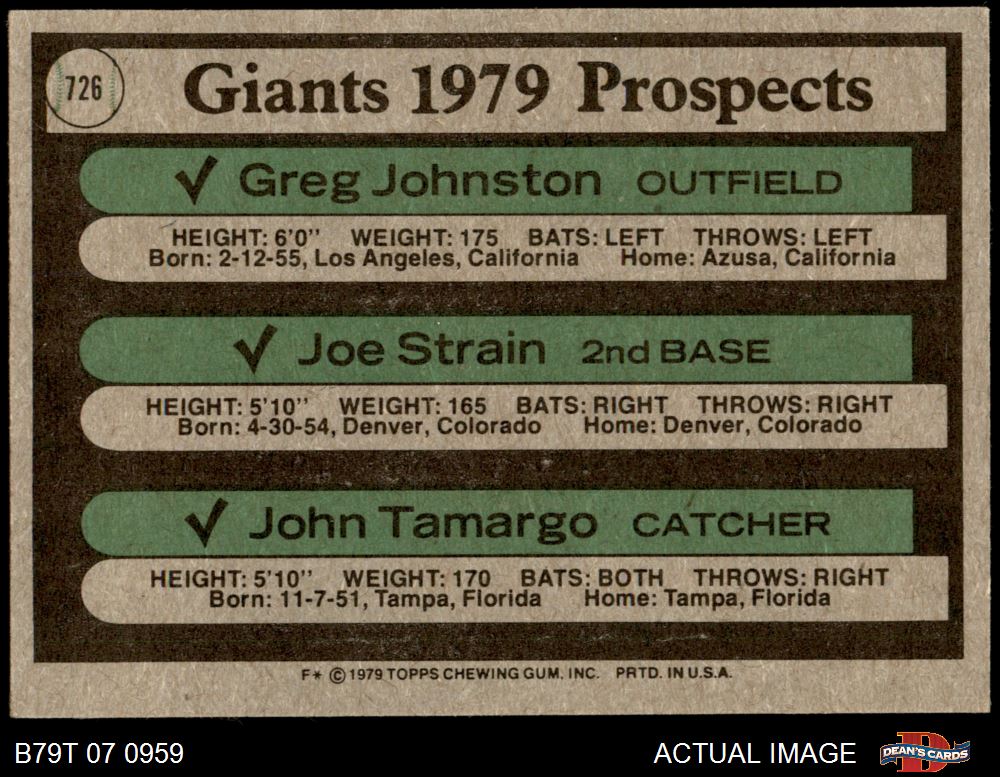 726
Giants 1979 Prospects
✓ Greg Johnston OUTFIELD
HEIGHT: 6'0" WEIGHT: 175 BATS: LEFT THROWS: LEFT
Born: 2-12-55, Los Angeles, California Home: Azusa, California
✓ Joe Strain 2nd BASE
HEIGHT: 5'10" WEIGHT: 165 BATS: RIGHT THROWS: RIGHT
Born: 4-30-54, Denver, Colorado Home: Denver, Colorado
✓ John Tamargo CATCHER
HEIGHT: 5'10" WEIGHT: 170 BATS: BOTH THROWS: RIGHT
Born: 11-7-51, Tampa, Florida Home: Tampa, Florida
F* © 1979 TOPPS CHEWING GUM, INC. PRTD. IN U.S.A.
B79T 07 0959 ACTUAL IMAGE DEAN'S CARDS